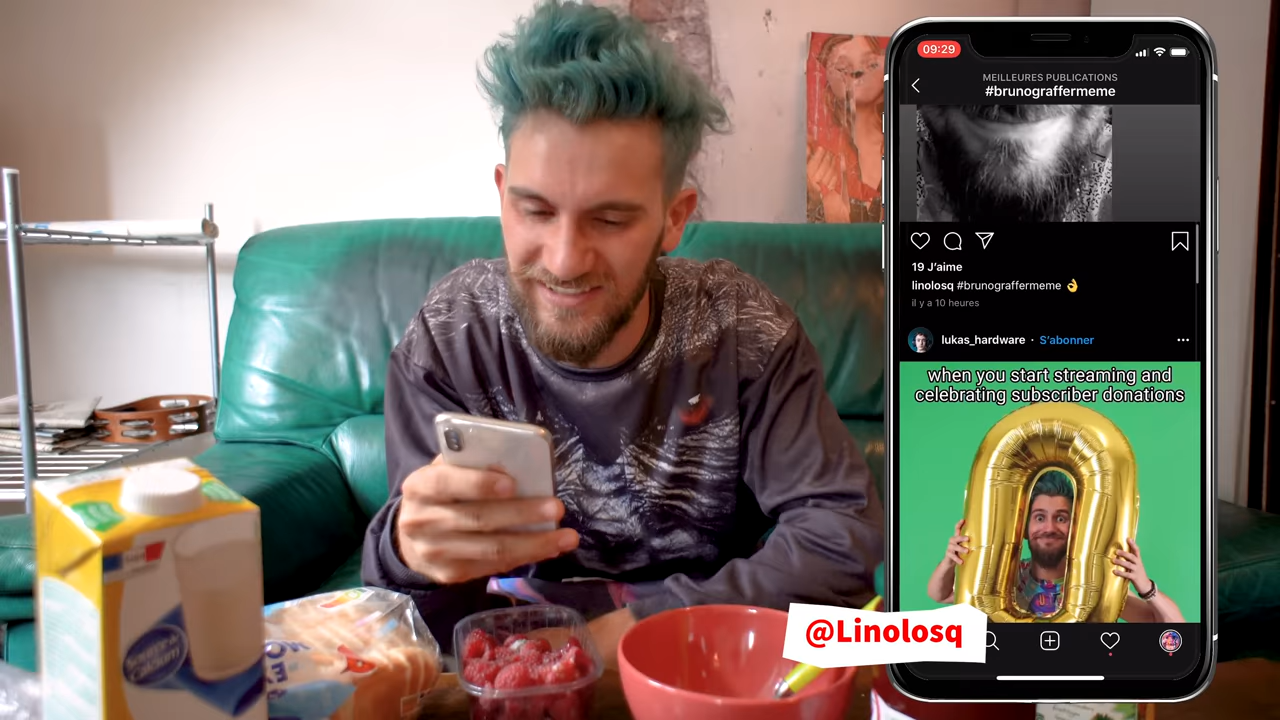 09:29
MEILLEURES PUBLICATIONS
#brunograffermeme
19 J'aime
linolosq #brunograffermeme 👌
il y a 10 heures
lukas_hardware · S'abonner
when you start streaming and
celebrating subscriber donations
@Linolosq